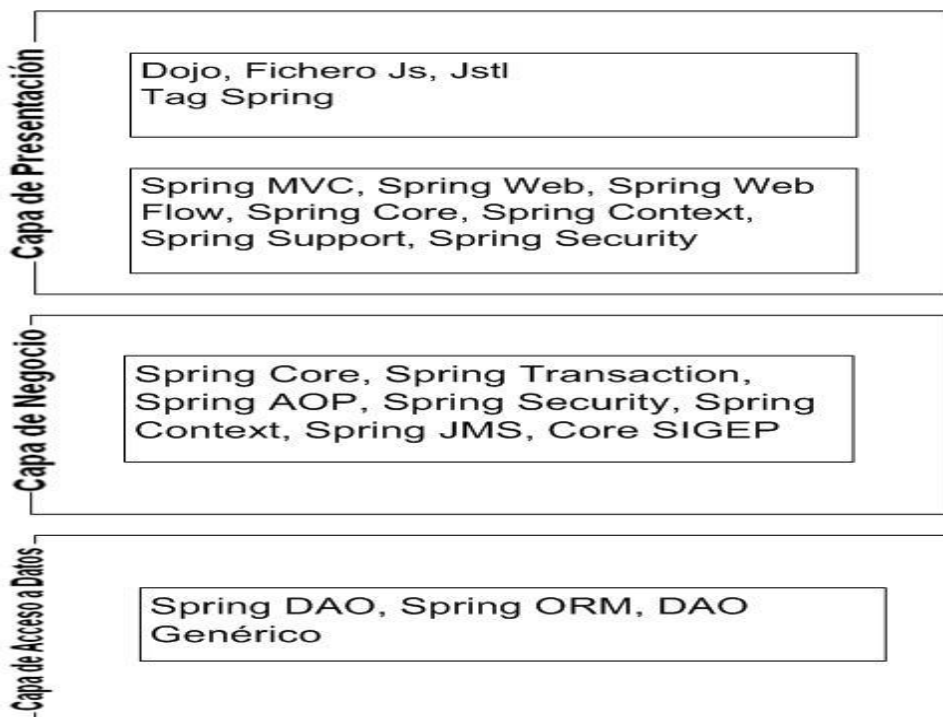 Capa de Presentación
Dojo, Fichero Js, Jstl
Tag Spring
Spring MVC, Spring Web, Spring Web
Flow, Spring Core, Spring Context,
Spring Support, Spring Security
Capa de Negocio
Spring Core, Spring Transaction,
Spring AOP, Spring Security, Spring
Context, Spring JMS, Core SIGEP
Capa de Acceso a Datos
Spring DAO, Spring ORM, DAO
Genérico